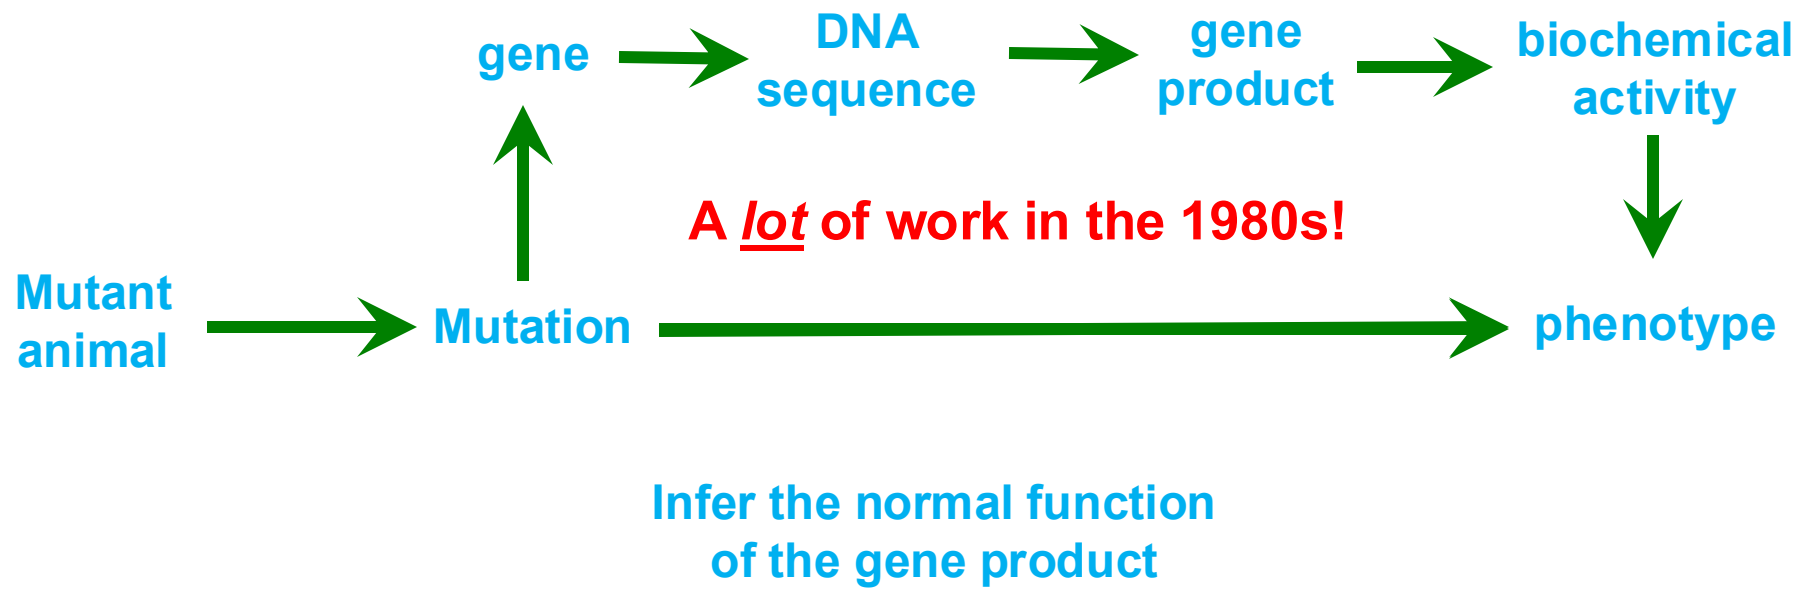 gene
DNA
sequence
gene
product
biochemical
activity
A lot of work in the 1980s!
Mutant
animal
Mutation
phenotype
Infer the normal function
of the gene product